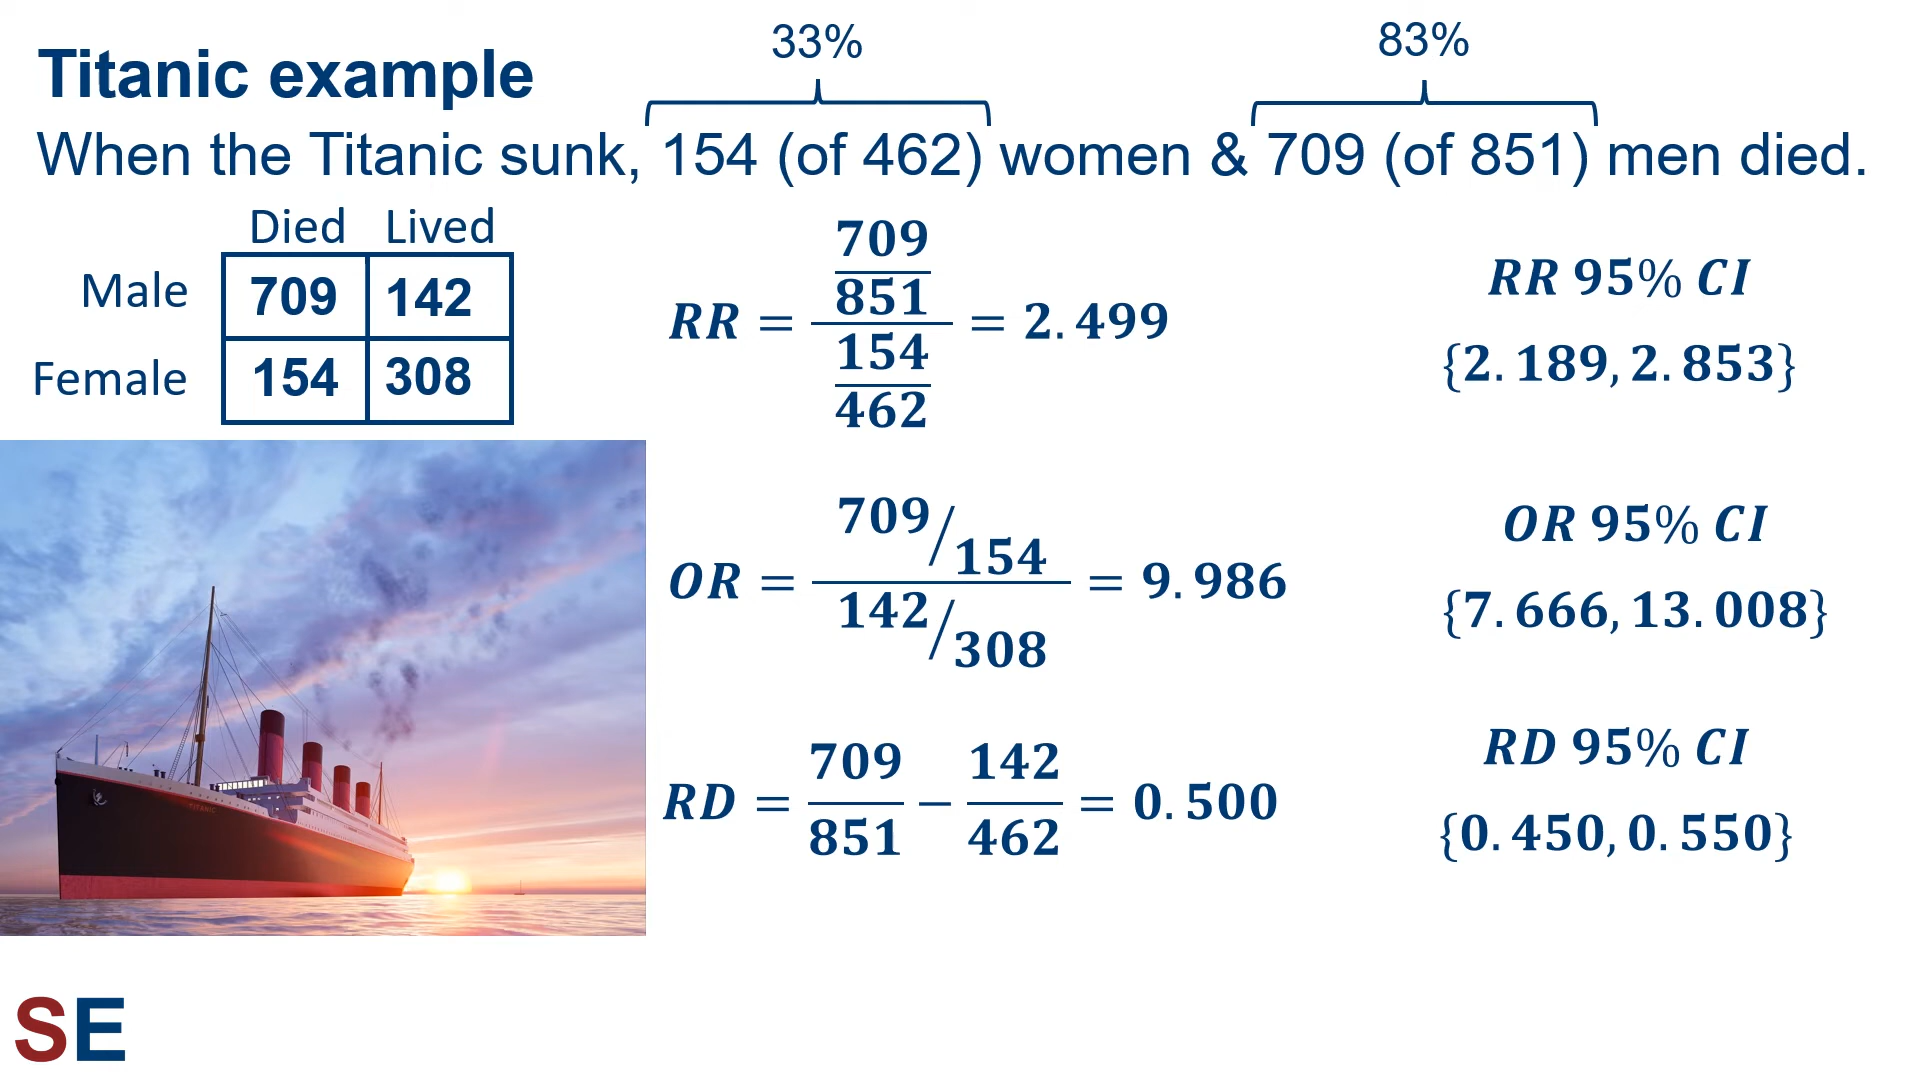 33%
83%
Titanic example
When the Titanic sunk, 154 (of 462) women & 709 (of 851) men died.
Died Lived
Male 709 142
Female 154 308
RR = 709/851 / 154/462 = 2.499
RR 95% CI
{2.189, 2.853}
OR = 709/154 / 142/308 = 9.986
OR 95% CI
{7.666, 13.008}
RD = 709/851 − 142/462 = 0.500
RD 95% CI
{0.450, 0.550}
TITANIC
SE